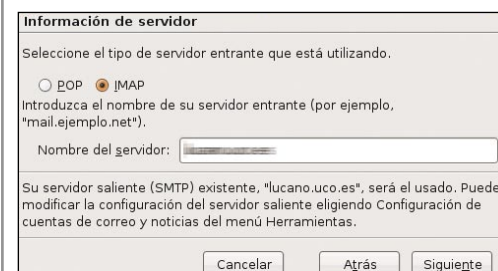 Información de servidor
Seleccione el tipo de servidor entrante que está utilizando.
POP IMAP
Introduzca el nombre de su servidor entrante (por ejemplo,
"mail.ejemplo.net").
Nombre del servidor:
Su servidor saliente (SMTP) existente, "lucano.uco.es", será el usado. Puede
modificar la configuración del servidor saliente eligiendo Configuración de
cuentas de correo y noticias del menú Herramientas.
Cancelar Atrás Siguiente